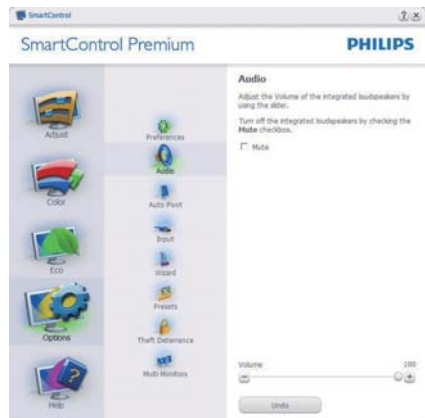 SmartControl
SmartControl Premium
PHILIPS
Adjust
Color
Eco
Options
Help
Preferences
Audio
Auto Pivot
Input
Wizard
Presets
Theft Deterrence
Multi Monitors
Audio
Adjust the Volume of the integrated loudspeakers by
using the slider.
Turn off the integrated loudspeakers by checking the
Mute checkbox.
Mute
Volume 100
Undo